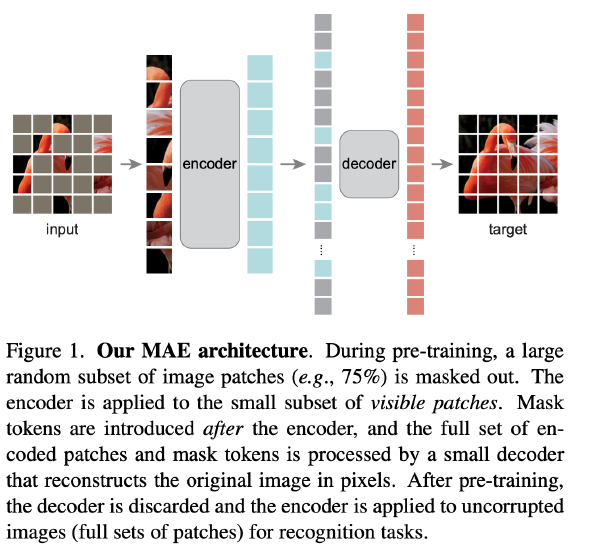 input
encoder
decoder
target
Figure 1. Our MAE architecture. During pre-training, a large
random subset of image patches (e.g., 75%) is masked out. The
encoder is applied to the small subset of visible patches. Mask
tokens are introduced after the encoder, and the full set of en-
coded patches and mask tokens is processed by a small decoder
that reconstructs the original image in pixels. After pre-training,
the decoder is discarded and the encoder is applied to uncorrupted
images (full sets of patches) for recognition tasks.